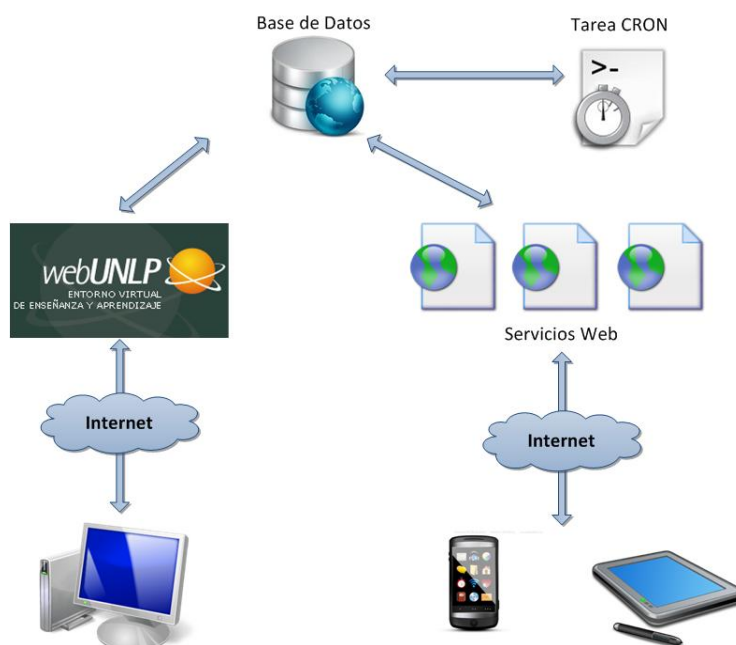 Base de Datos
Tarea CRON
>-
webUNLP
ENTORNO VIRTUAL
DE ENSEÑANZA Y APRENDIZAJE
Servicios Web
Internet
Internet